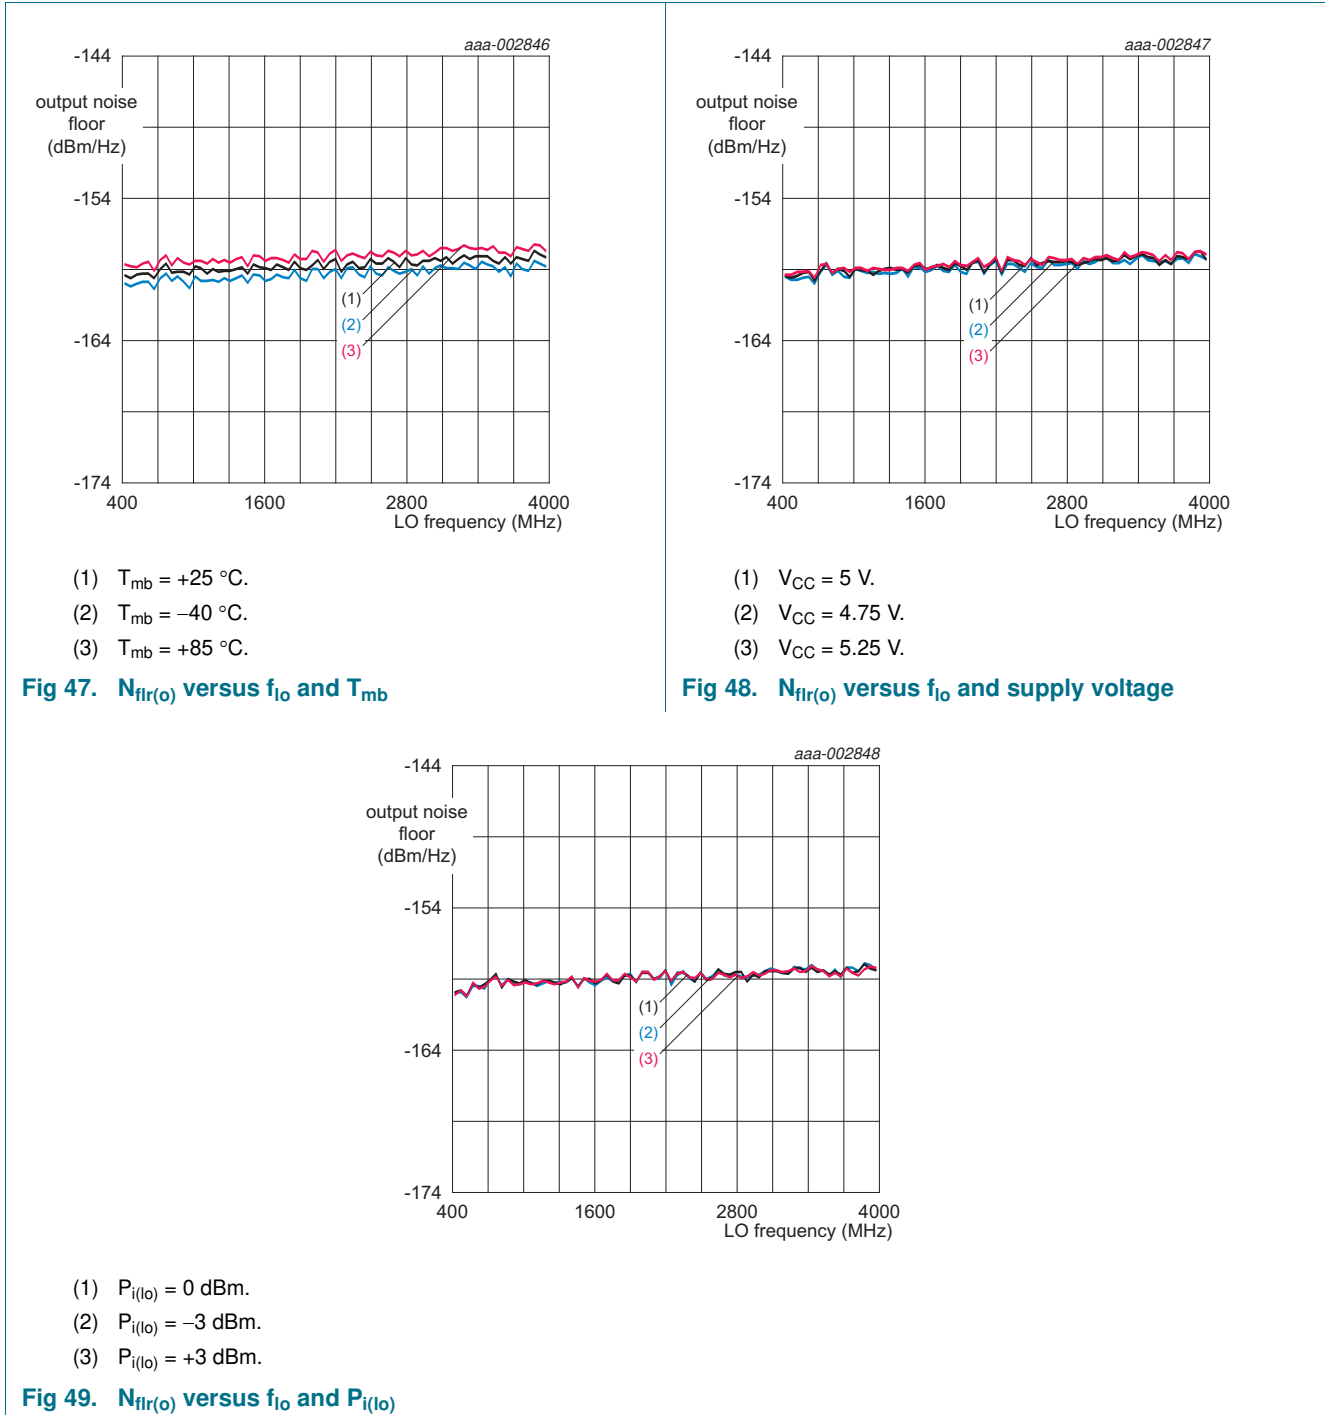 aaa-002846
-144
output noise
floor
(dBm/Hz)
-154
(1)
(2)
-164
(3)
-174
400 1600 2800 4000
LO frequency (MHz)
(1) Tmb = +25 °C.
(2) Tmb = −40 °C.
(3) Tmb = +85 °C.
Fig 47. Nflr(o) versus flo and Tmb
aaa-002847
-144
output noise
floor
(dBm/Hz)
-154
(1)
(2)
-164
(3)
-174
400 1600 2800 4000
LO frequency (MHz)
(1) VCC = 5 V.
(2) VCC = 4.75 V.
(3) VCC = 5.25 V.
Fig 48. Nflr(o) versus flo and supply voltage
aaa-002848
-144
output noise
floor
(dBm/Hz)
-154
(1)
(2)
-164
(3)
-174
400 1600 2800 4000
LO frequency (MHz)
(1) Pi(lo) = 0 dBm.
(2) Pi(lo) = −3 dBm.
(3) Pi(lo) = +3 dBm.
Fig 49. Nflr(o) versus flo and Pi(lo)